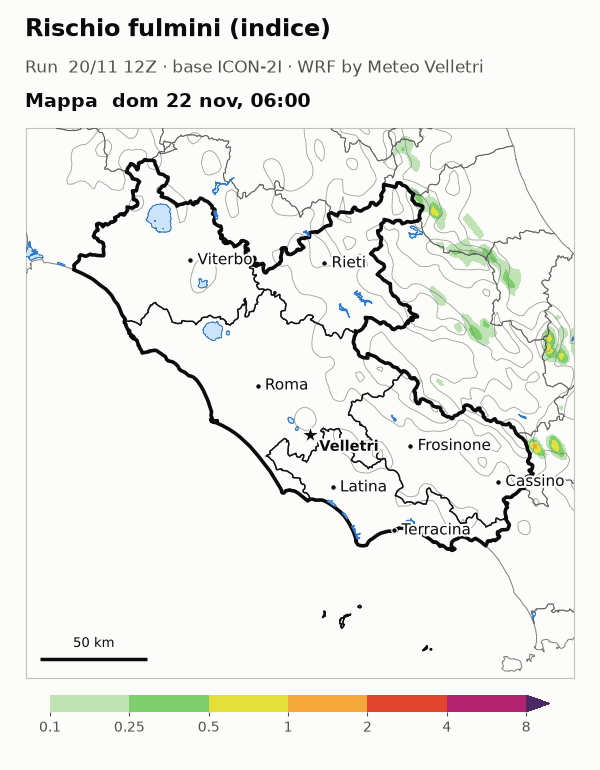 Rischio fulmini (indice)
Run  20/11 12Z · base ICON-2I · WRF by Meteo Velletri
Mappa  dom 22 nov, 06:00
Viterbo
Rieti
Roma
Velletri
Frosinone
Latina
Cassino
Terracina
50 km
0.1 0.25 0.5 1 2 4 8